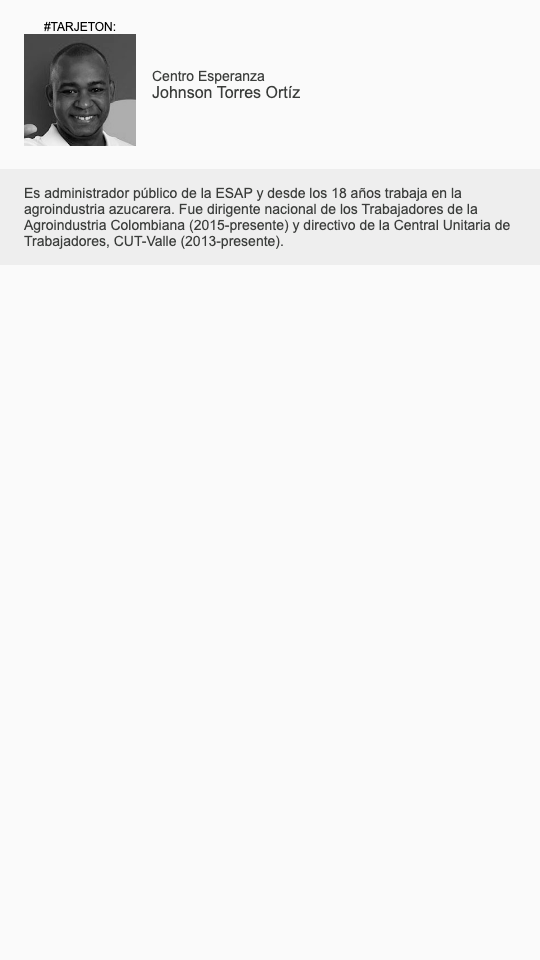 #TARJETON:
Centro Esperanza
Johnson Torres Ortíz
Es administrador público de la ESAP y desde los 18 años trabaja en la
agroindustria azucarera. Fue dirigente nacional de los Trabajadores de la
Agroindustria Colombiana (2015-presente) y directivo de la Central Unitaria de
Trabajadores, CUT-Valle (2013-presente).